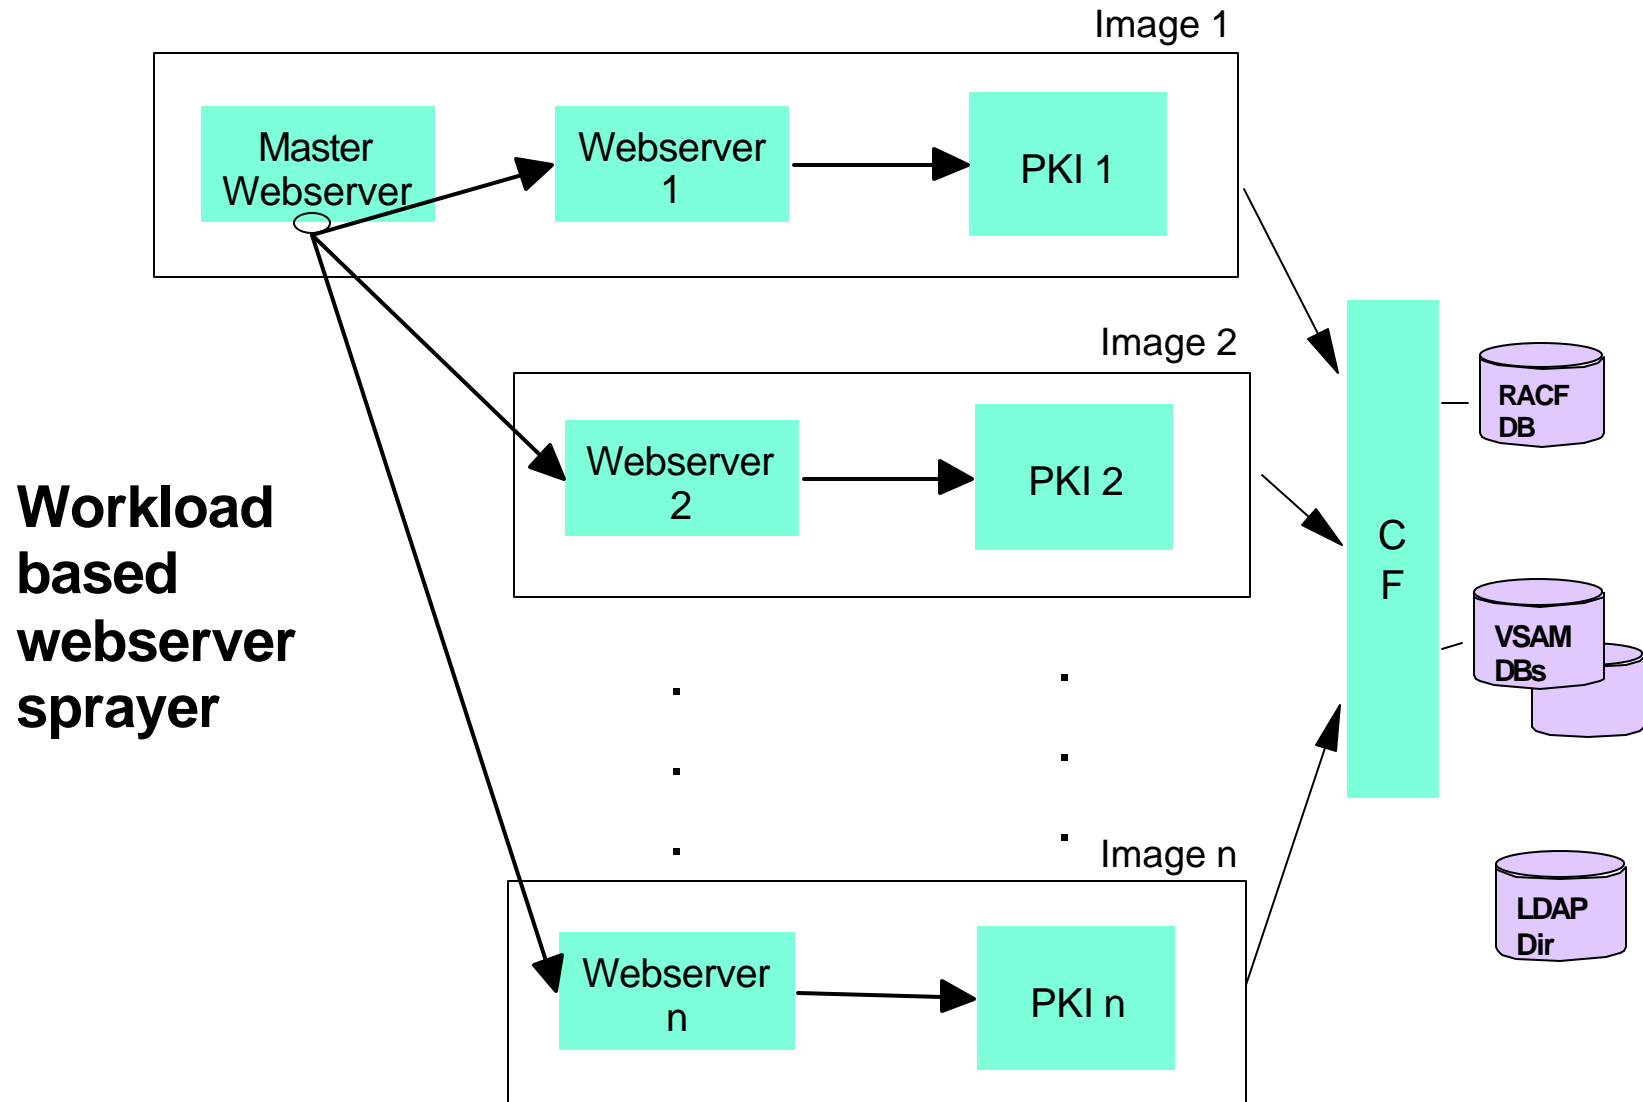 Image 1
Master
Webserver
Webserver
1
PKI 1
Image 2
Webserver
2
PKI 2
Workload
based
webserver
sprayer
C
F
RACF
DB
VSAM
DBs
Image n
Webserver
n
PKI n
LDAP
Dir